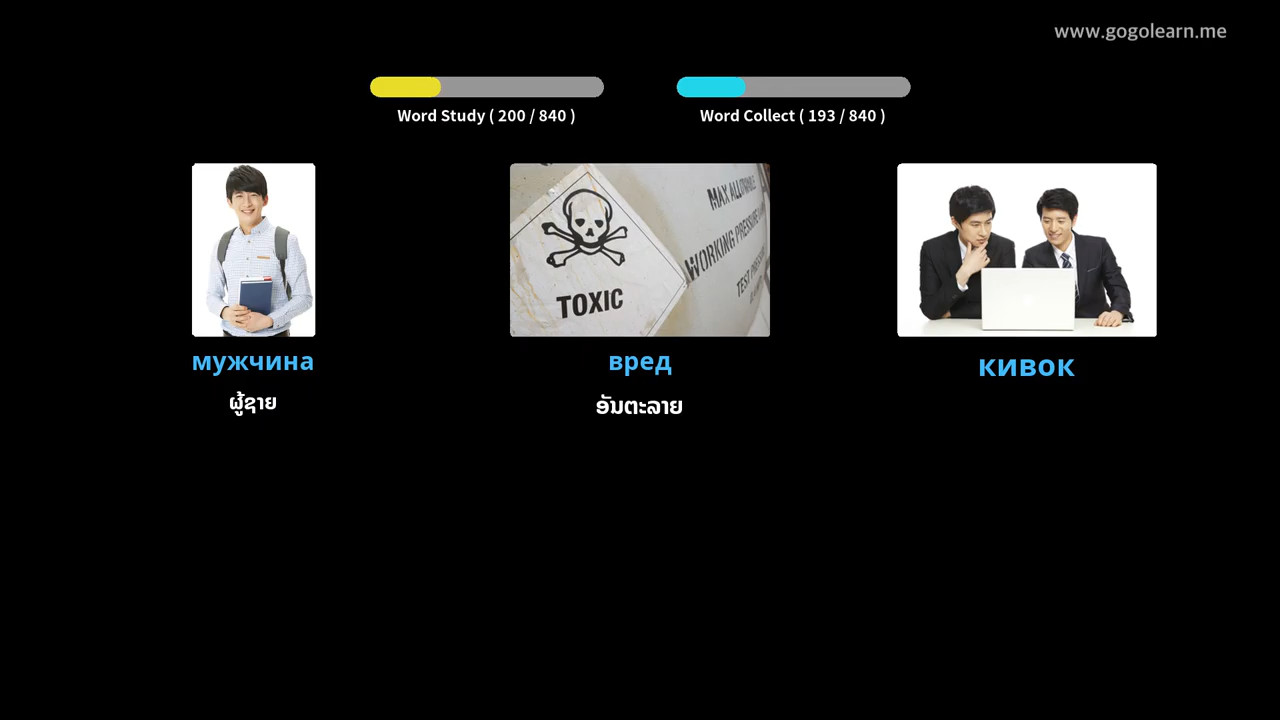 www.gogolearn.me
Word Study ( 200 / 840 )
Word Collect ( 193 / 840 )
MAX ALLOWABLE
WORKING PRESSURE
TEST PRESS
TOXIC
мужчина
вред
кивок
ຜູ້ຊາຍ
ອັນຕະລາຍ